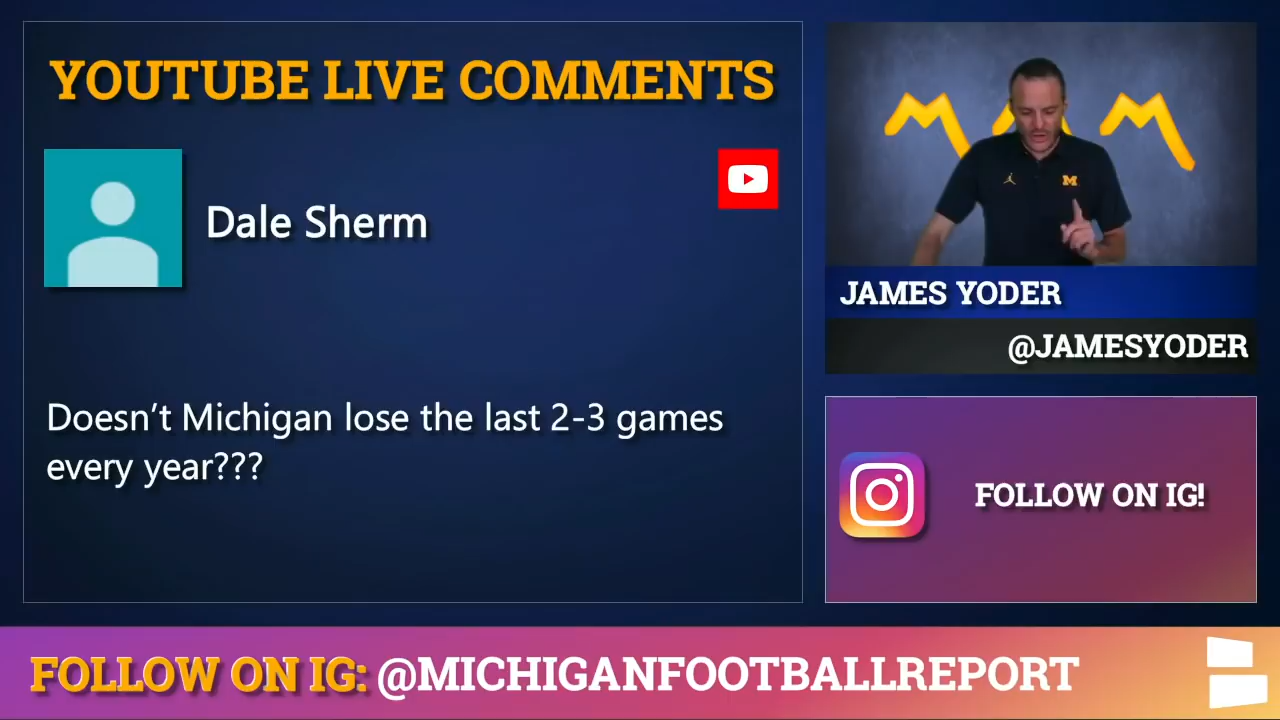 YOUTUBE LIVE COMMENTS
Dale Sherm
Doesn’t Michigan lose the last 2-3 games
every year???
M
JAMES YODER
@JAMESYODER
FOLLOW ON IG!
FOLLOW ON IG: @MICHIGANFOOTBALLREPORT